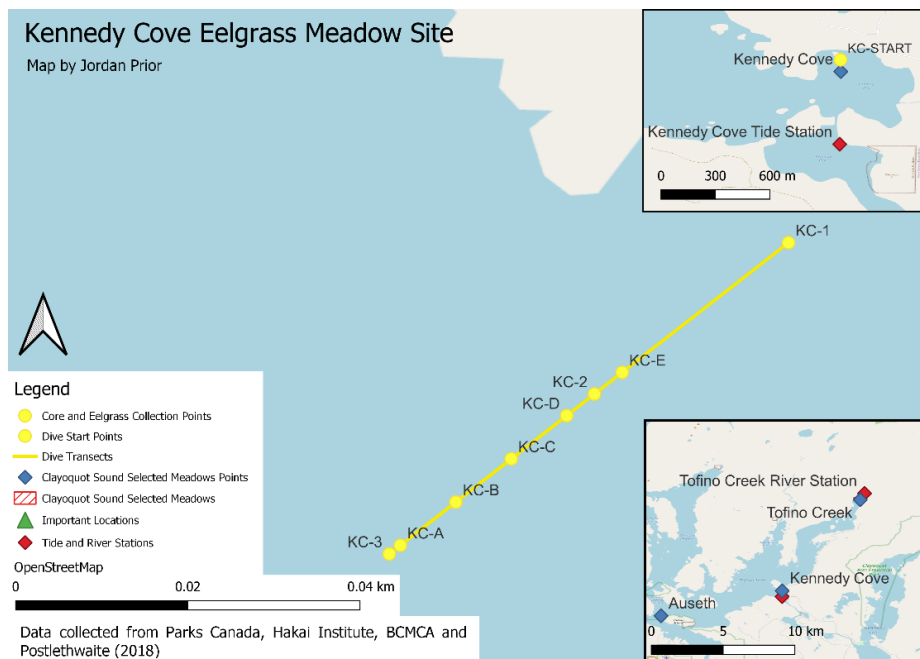 Kennedy Cove Eelgrass Meadow Site
Map by Jordan Prior
KC-START
Kennedy Cove
Kennedy Cove Tide Station
0 300 600 m
KC-1
KC-E
KC-2
KC-D
KC-C
KC-B
KC-A
KC-3
Legend
Core and Eelgrass Collection Points
Dive Start Points
Dive Transects
Clayoquot Sound Selected Meadows Points
Clayoquot Sound Selected Meadows
Important Locations
Tide and River Stations
OpenStreetMap
0 0.02 0.04 km
Data collected from Parks Canada, Hakai Institute, BCMCA and
Postlethwaite (2018)
Tofino Creek River Station
Tofino Creek
Kennedy Cove
Auseth
0 5 10 km